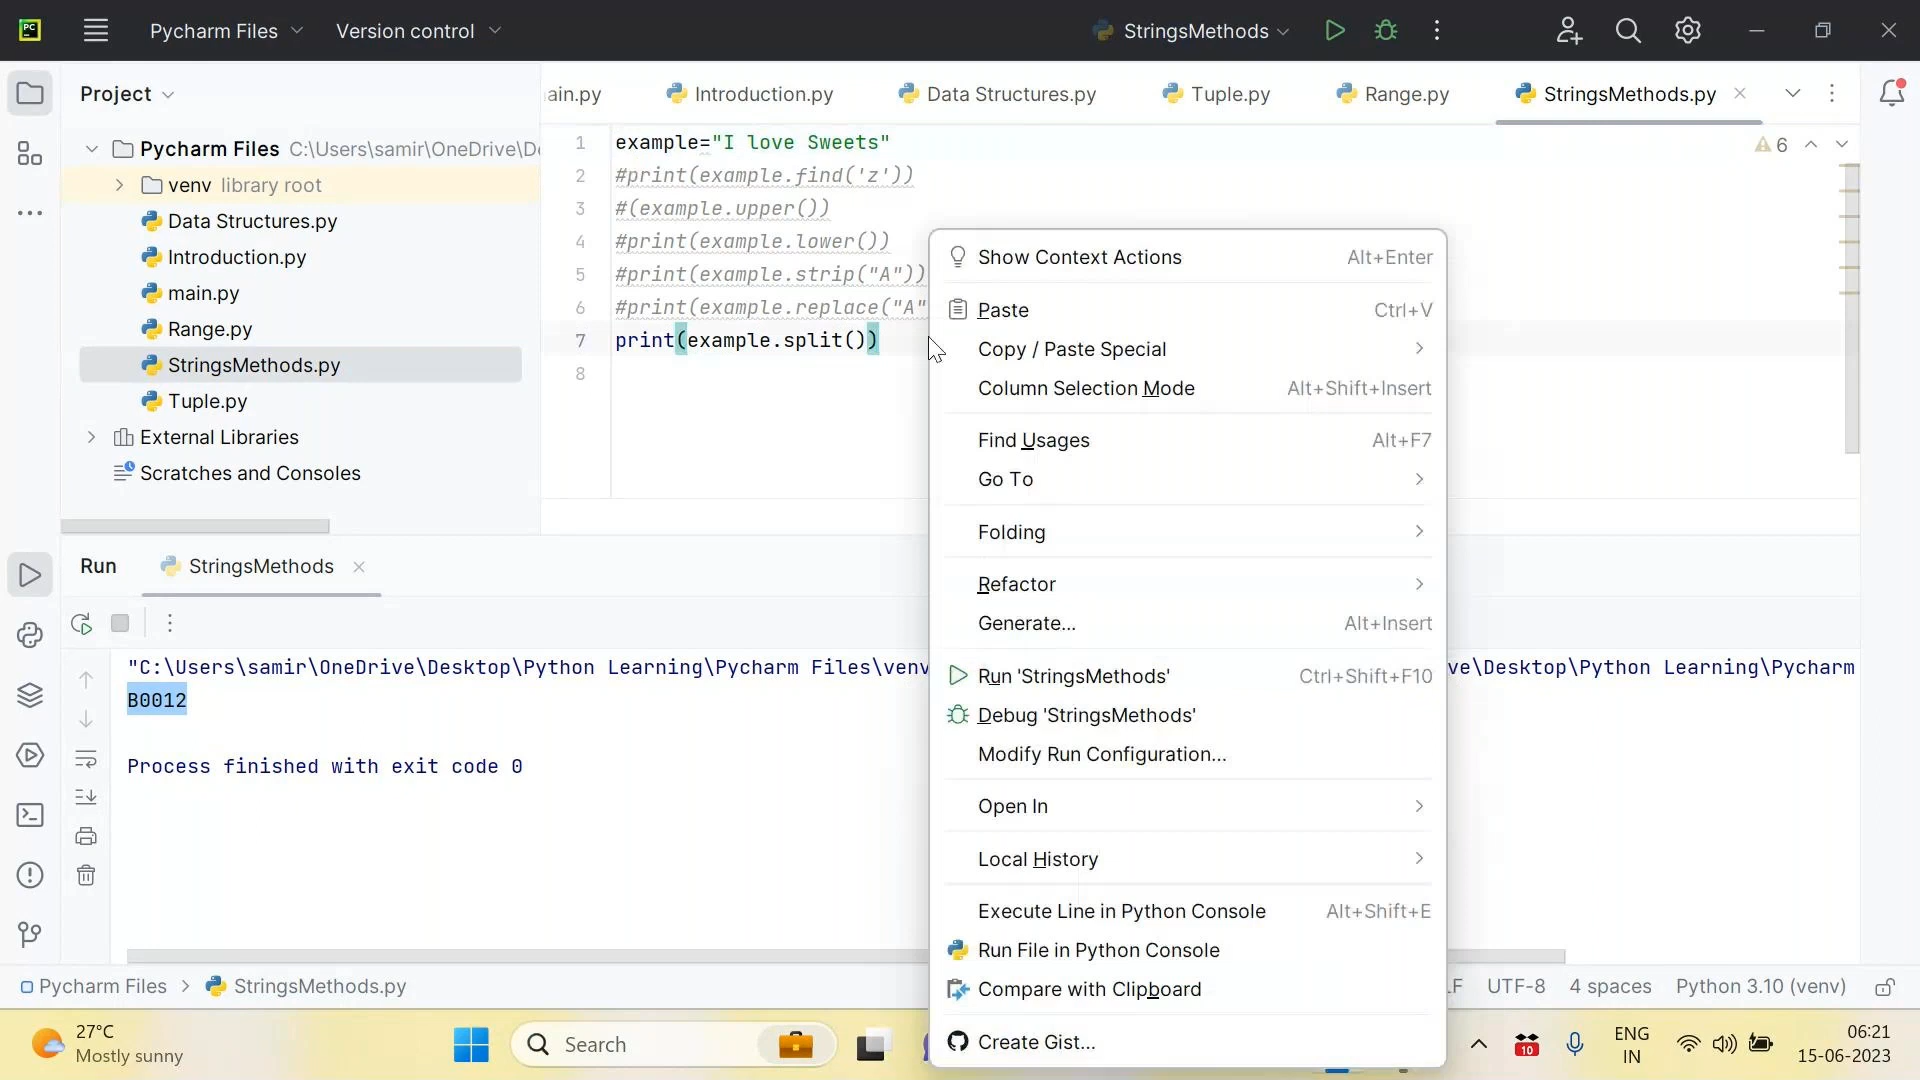 PC
Pycharm Files
Version control
StringsMethods
Project
ain.py
Introduction.py
Data Structures.py
Tuple.py
Range.py
StringsMethods.py
Pycharm Files C:\Users\samir\OneDrive\D
venv library root
Data Structures.py
Introduction.py
main.py
Range.py
StringsMethods.py
Tuple.py
External Libraries
Scratches and Consoles
1 example="I love Sweets"
2 #print(example.find('z'))
3 #(example.upper())
4 #print(example.lower())
5 #print(example.strip("A"))
6 #print(example.replace("A"
7 print(example.split())
8
6
Show Context Actions Alt+Enter
Paste Ctrl+V
Copy / Paste Special
Column Selection Mode Alt+Shift+Insert
Find Usages Alt+F7
Go To
Folding
Refactor
Generate... Alt+Insert
Run 'StringsMethods' Ctrl+Shift+F10
Debug 'StringsMethods'
Modify Run Configuration...
Open In
Local History
Execute Line in Python Console Alt+Shift+E
Run File in Python Console
Compare with Clipboard
Create Gist...
Run
StringsMethods
"C:\Users\samir\OneDrive\Desktop\Python Learning\Pycharm Files\venv
ve\Desktop\Python Learning\Pycharm
B0012
Process finished with exit code 0
Pycharm Files > StringsMethods.py
LF UTF-8 4 spaces Python 3.10 (venv)
27°C
Mostly sunny
Search
10
ENG
IN
06:21
15-06-2023